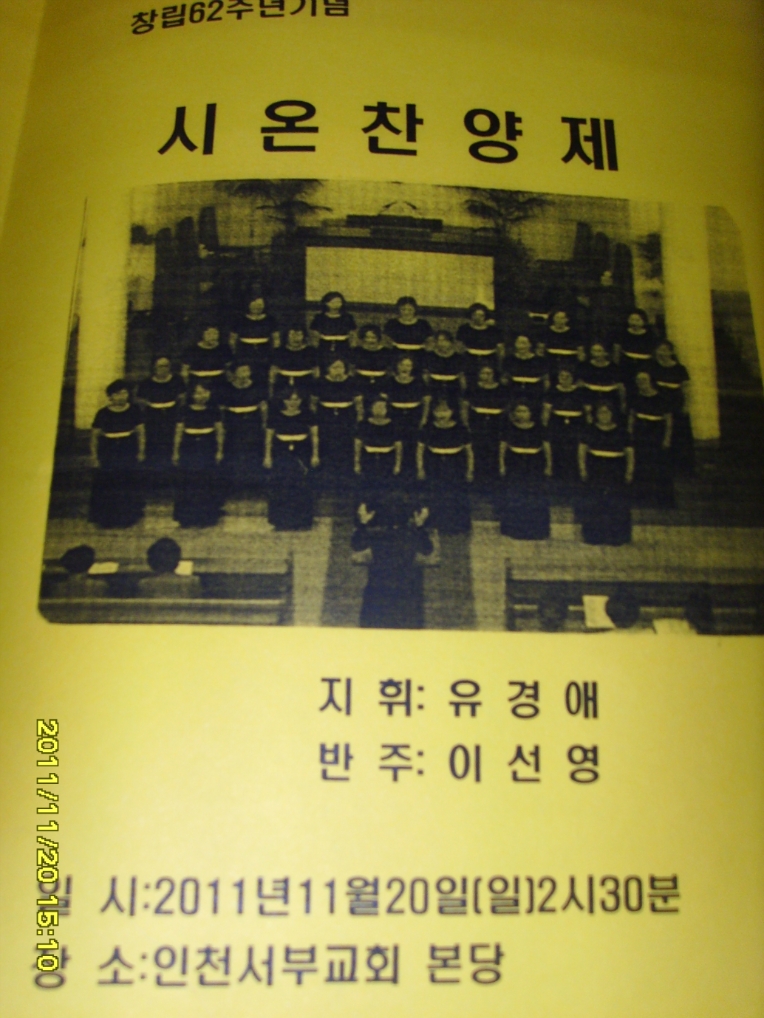 창립62주년기념
시온찬양제
지 휘: 유 경 애
반 주: 이 선 영
일 시:2011년11월20일(일)2시30분
장 소:인천서부교회 본당
2011/11/20 15:10